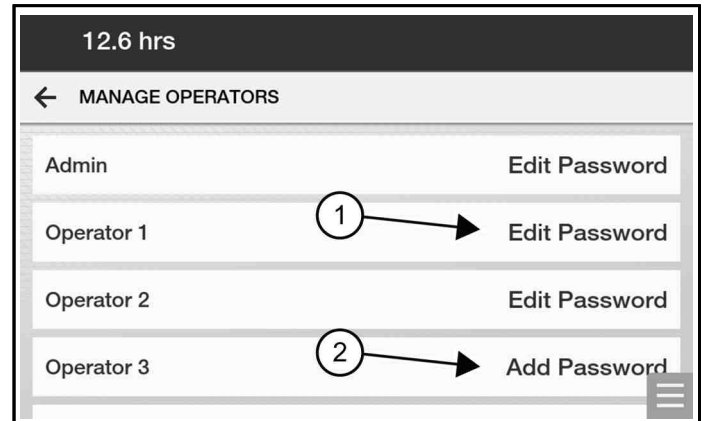 12.6 hrs
MANAGE OPERATORS
Admin Edit Password
Operator 1 1 Edit Password
Operator 2 Edit Password
Operator 3 2 Add Password